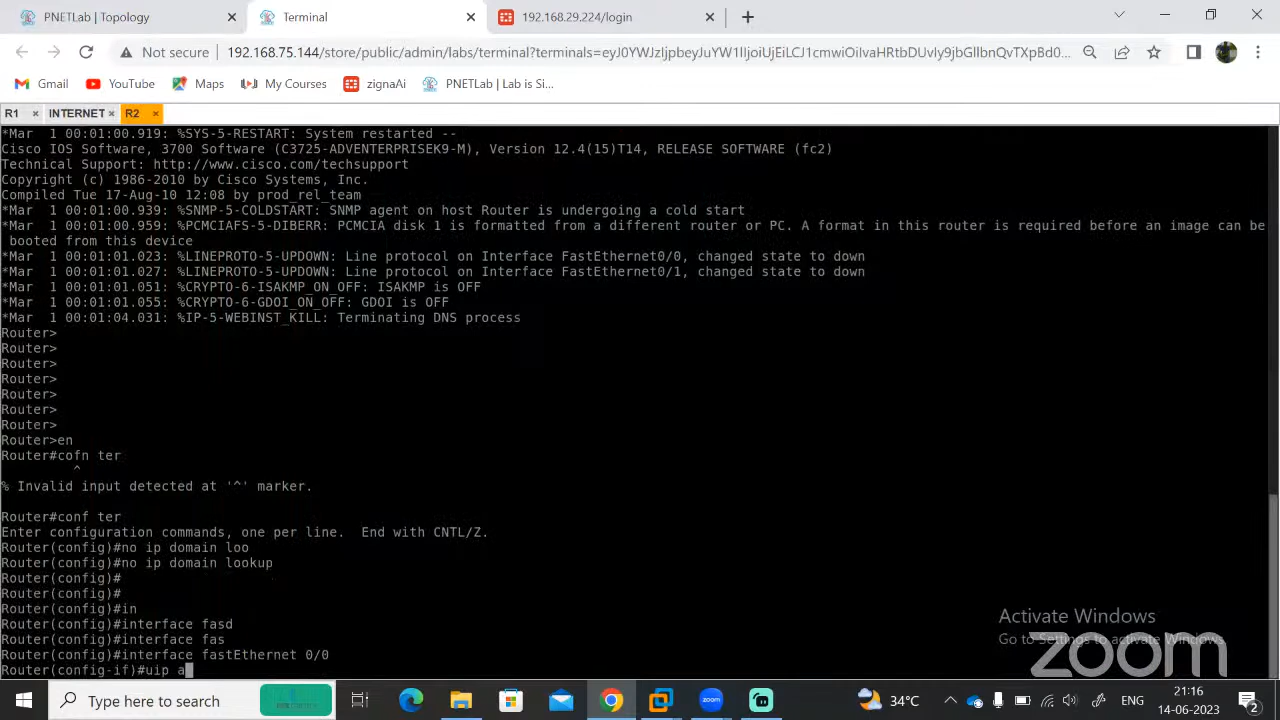 PNETLab | Topology
Terminal
192.168.29.224/login
Not secure
192.168.75.144/store/public/admin/labs/terminal?terminals=eyJ0YWJzIjpbeyJuYW1lIjoiUjEiLCJ1cmwiOiIvaHRtbDUvIy9jbGllbnQvTXpBd0...
Gmail
YouTube
Maps
My Courses
zignaAi
PNETLab | Lab is Si...
R1
INTERNET
R2
*Mar  1 00:01:00.919: %SYS-5-RESTART: System restarted --
Cisco IOS Software, 3700 Software (C3725-ADVENTERPRISEK9-M), Version 12.4(15)T14, RELEASE SOFTWARE (fc2)
Technical Support: http://www.cisco.com/techsupport
Copyright (c) 1986-2010 by Cisco Systems, Inc.
Compiled Tue 17-Aug-10 12:08 by prod_rel_team
*Mar  1 00:01:00.939: %SNMP-5-COLDSTART: SNMP agent on host Router is undergoing a cold start
*Mar  1 00:01:00.959: %PCMCIAFS-5-DIBERR: PCMCIA disk 1 is formatted from a different router or PC. A format in this router is required before an image can be
booted from this device
*Mar  1 00:01:01.023: %LINEPROTO-5-UPDOWN: Line protocol on Interface FastEthernet0/0, changed state to down
*Mar  1 00:01:01.027: %LINEPROTO-5-UPDOWN: Line protocol on Interface FastEthernet0/1, changed state to down
*Mar  1 00:01:01.051: %CRYPTO-6-ISAKMP_ON_OFF: ISAKMP is OFF
*Mar  1 00:01:01.055: %CRYPTO-6-GDOI_ON_OFF: GDOI is OFF
*Mar  1 00:01:04.031: %IP-5-WEBINST_KILL: Terminating DNS process
Router>
Router>
Router>
Router>
Router>
Router>
Router>
Router>en
Router#cofn ter
^
% Invalid input detected at '^' marker.
Router#conf ter
Enter configuration commands, one per line.  End with CNTL/Z.
Router(config)#no ip domain loo
Router(config)#no ip domain lookup
Router(config)#
Router(config)#
Router(config)#in
Router(config)#interface fasd
Router(config)#interface fas
Router(config)#interface fastEthernet 0/0
Router(config-if)#uip a
Activate Windows
Go to Settings to activate Windows.
zoom
Type here to search
zoom
34°C
ENG
21:16
14-06-2023
2